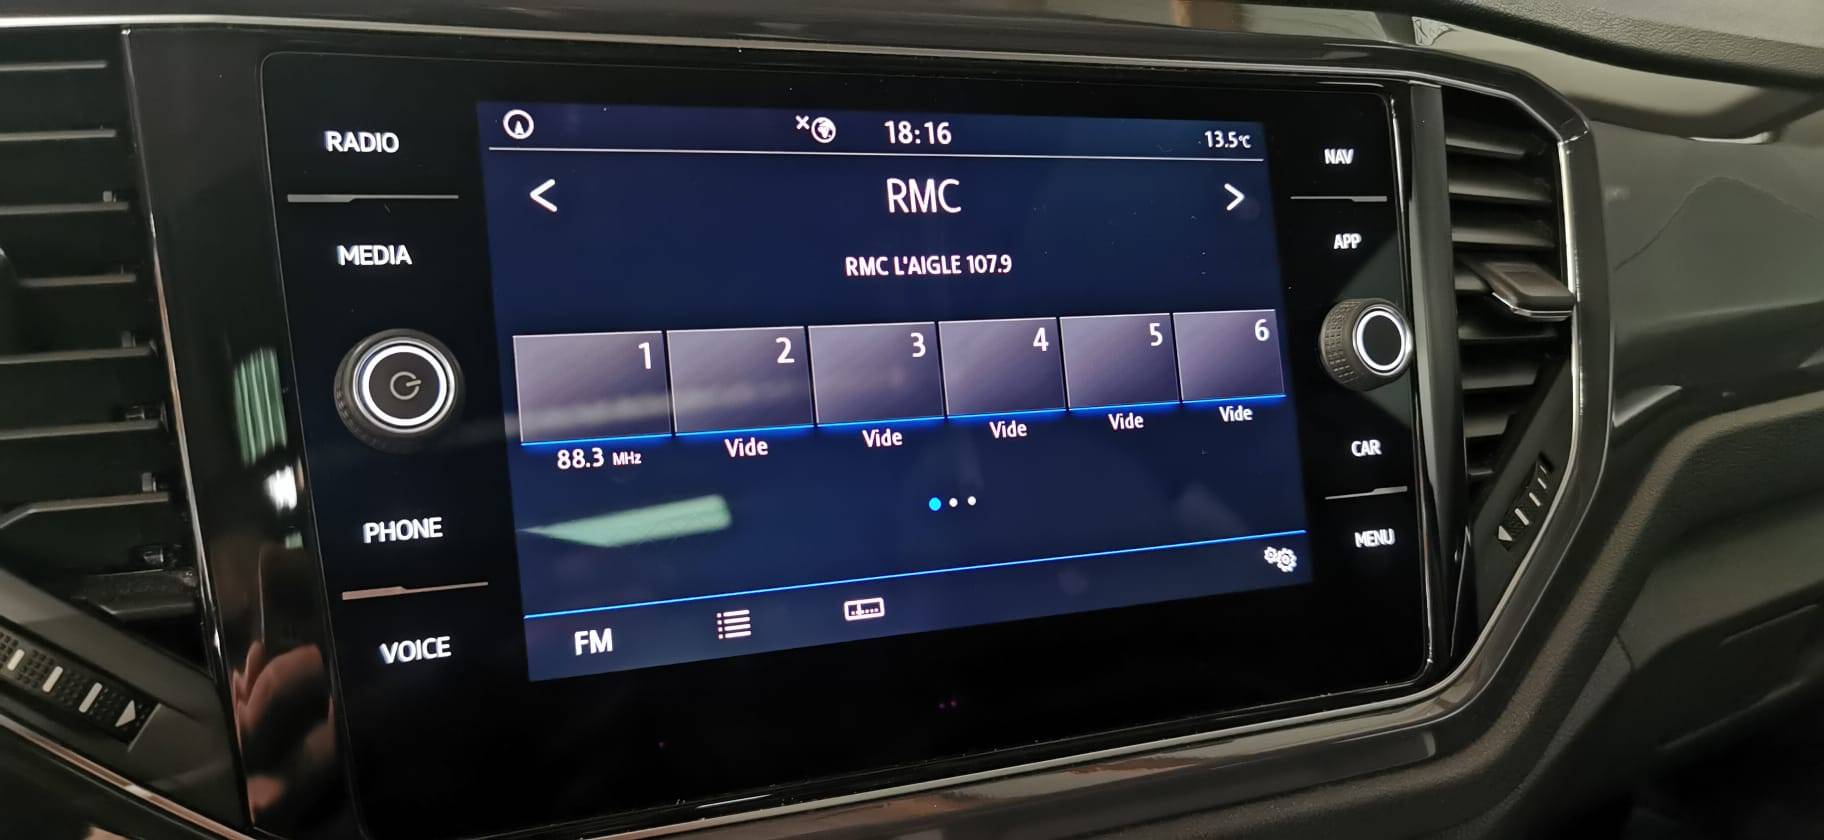 RADIO
MEDIA
PHONE
VOICE
18:16
13.5°C
RMC
RMC L'AIGLE 107.9
1 2 3 4 5 6
88.3 MHz Vide Vide Vide Vide Vide
FM
NAV
APP
CAR
MENU